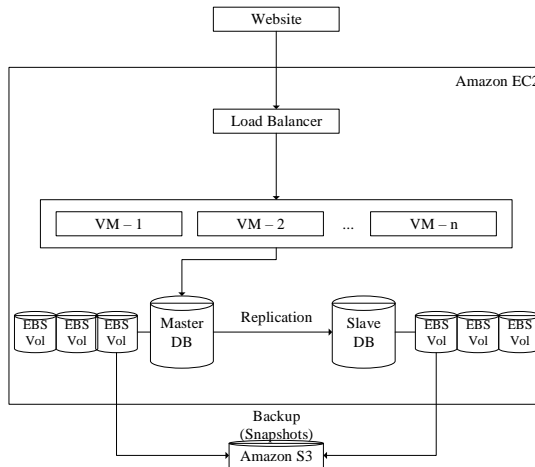 Website
Amazon EC2
Load Balancer
VM – 1
VM – 2
...
VM – n
EBS
Vol
EBS
Vol
EBS
Vol
Master
DB
Replication
Slave
DB
EBS
Vol
EBS
Vol
EBS
Vol
Backup
(Snapshots)
Amazon S3